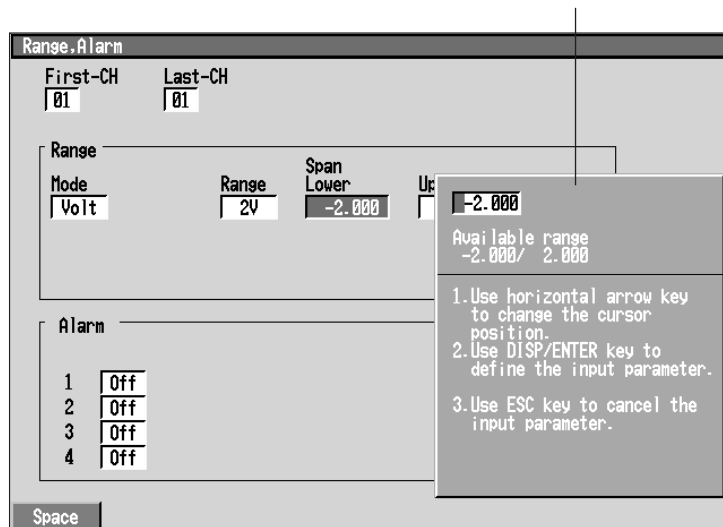 Range,Alarm
First-CH Last-CH
01 01
Range
Span
Mode Range Lower Up
Volt 2V -2.000
-2.000
Available range
-2.000/ 2.000
1.Use horizontal arrow key
to change the cursor
position.
2.Use DISP/ENTER key to
define the input parameter.
3.Use ESC key to cancel the
input parameter.
Alarm
1 Off
2 Off
3 Off
4 Off
Space